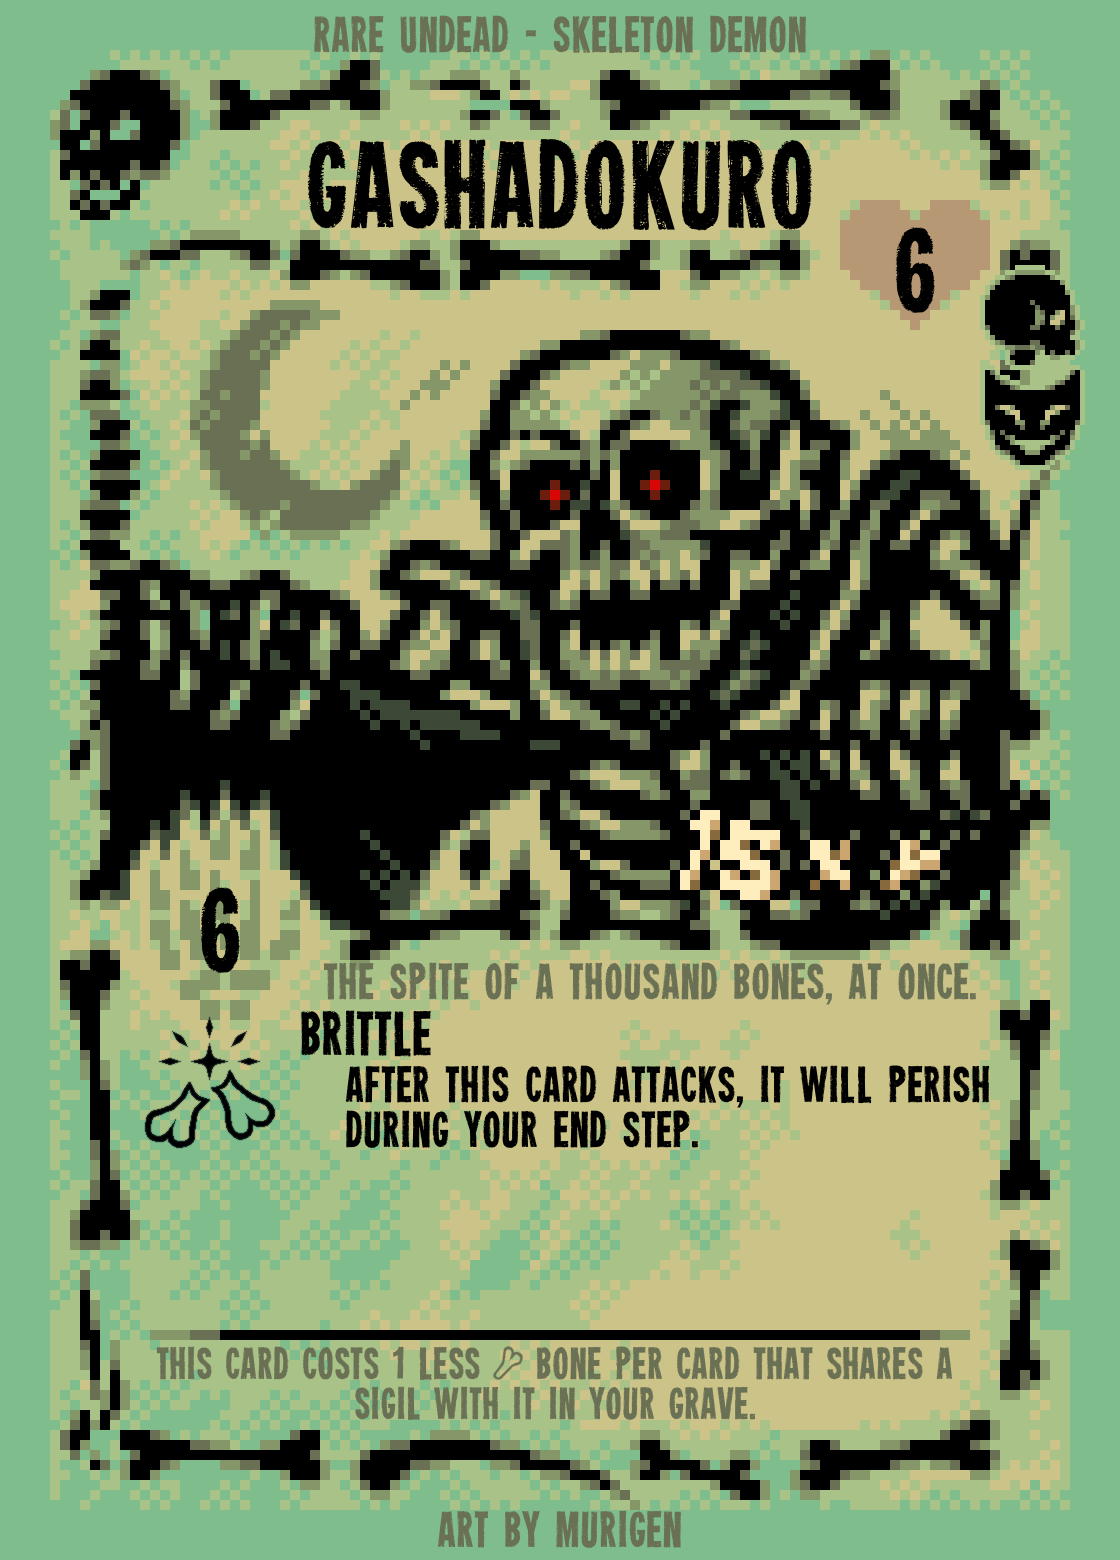 RARE UNDEAD - SKELETON DEMON
GASHADOKURO
6
15 X
6
THE SPITE OF A THOUSAND BONES, AT ONCE.
BRITTLE
AFTER THIS CARD ATTACKS, IT WILL PERISH
DURING YOUR END STEP.
THIS CARD COSTS 1 LESS BONE PER CARD THAT SHARES A
SIGIL WITH IT IN YOUR GRAVE.
ART BY MURIGEN